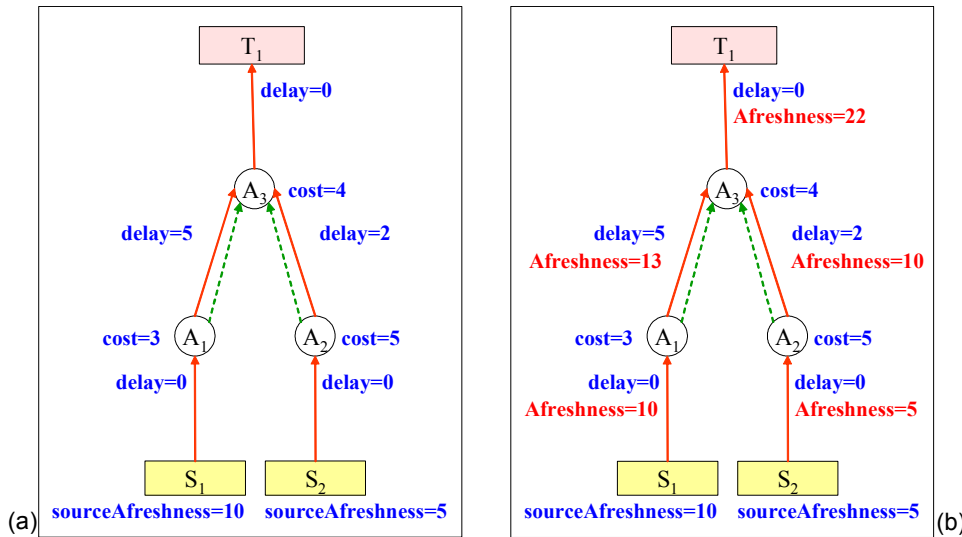 T1
delay=0
A3
cost=4
delay=5
delay=2
cost=3
A1
A2
cost=5
delay=0
delay=0
S1
S2
sourceAfreshness=10
sourceAfreshness=5
(a)
T1
delay=0
Afreshness=22
A3
cost=4
delay=5
delay=2
Afreshness=13
Afreshness=10
cost=3
A1
A2
cost=5
delay=0
delay=0
Afreshness=10
Afreshness=5
S1
S2
sourceAfreshness=10
sourceAfreshness=5
(b)